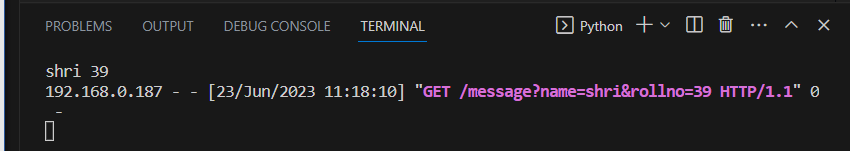 PROBLEMS OUTPUT DEBUG CONSOLE TERMINAL Python
shri 39
192.168.0.187 - - [23/Jun/2023 11:18:10] "GET /message?name=shri&rollno=39 HTTP/1.1" 0
-